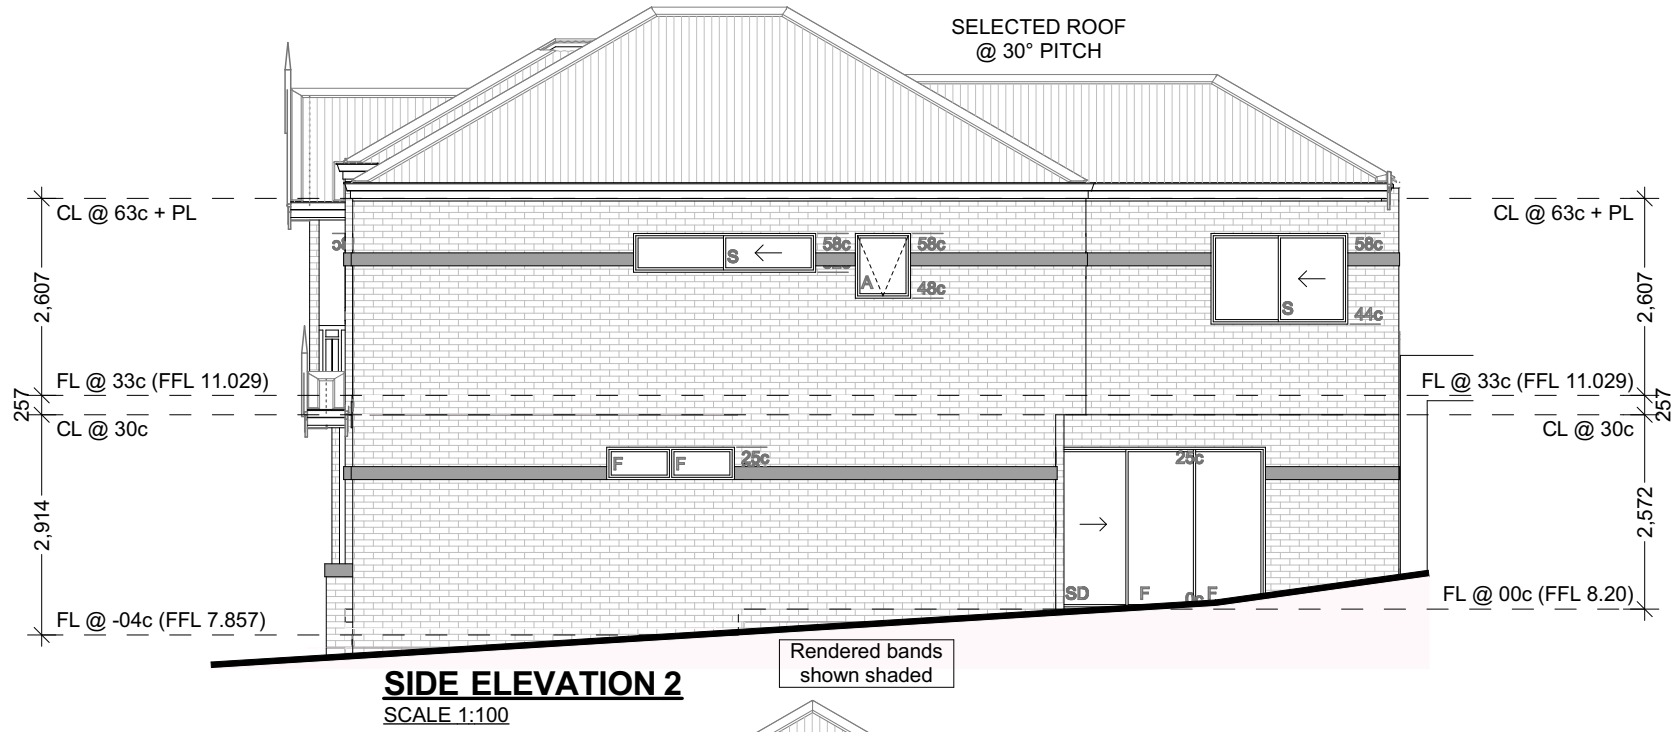 SELECTED ROOF
@ 30° PITCH
CL @ 63c + PL
CL @ 63c + PL
58c
58c
58c
S
A
48c
S
44c
2,607
2,607
FL @ 33c (FFL 11.029)
FL @ 33c (FFL 11.029)
257
257
CL @ 30c
CL @ 30c
F
F
25c
25c
2,914
2,572
SD
F
0c
F
FL @ 00c (FFL 8.20)
FL @ -04c (FFL 7.857)
Rendered bands
shown shaded
SIDE ELEVATION 2
SCALE 1:100